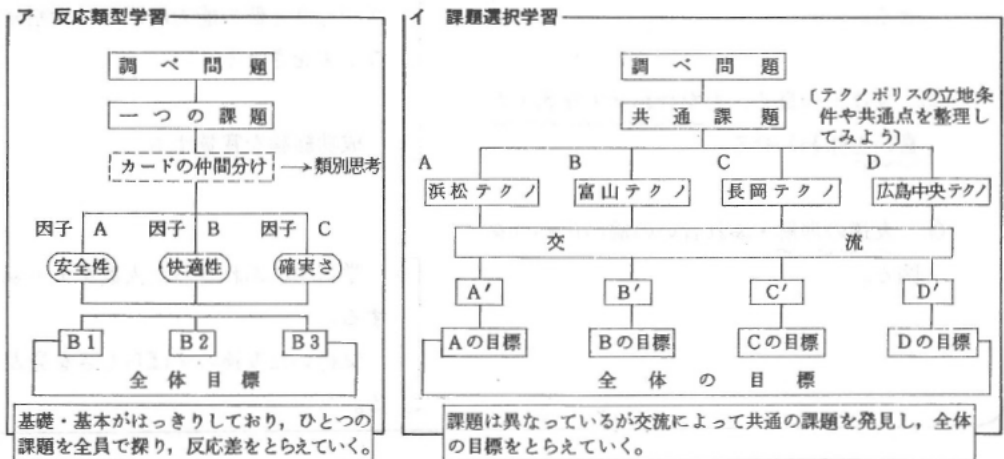 ア 反応類型学習
調べ問題
一つの課題
カードの仲間分け→類別思考
因子 A 因子 B 因子 C
安全性 快適性 確実さ
B1 B2 B3
全体目標
基礎・基本がはっきりしており，ひとつの
課題を全員で探り，反応差をとらえていく。
イ 課題選択学習
調べ問題
共通課題
〔テクノポリスの立地条
件や共通点を整理し
てみよう〕
A B C D
浜松テクノ 富山テクノ 長岡テクノ 広島中央テクノ
交流
A′ B′ C′ D′
Aの目標 Bの目標 Cの目標 Dの目標
全体の目標
課題は異なっているが交流によって共通の課題を発見し，全体
の目標をとらえていく。